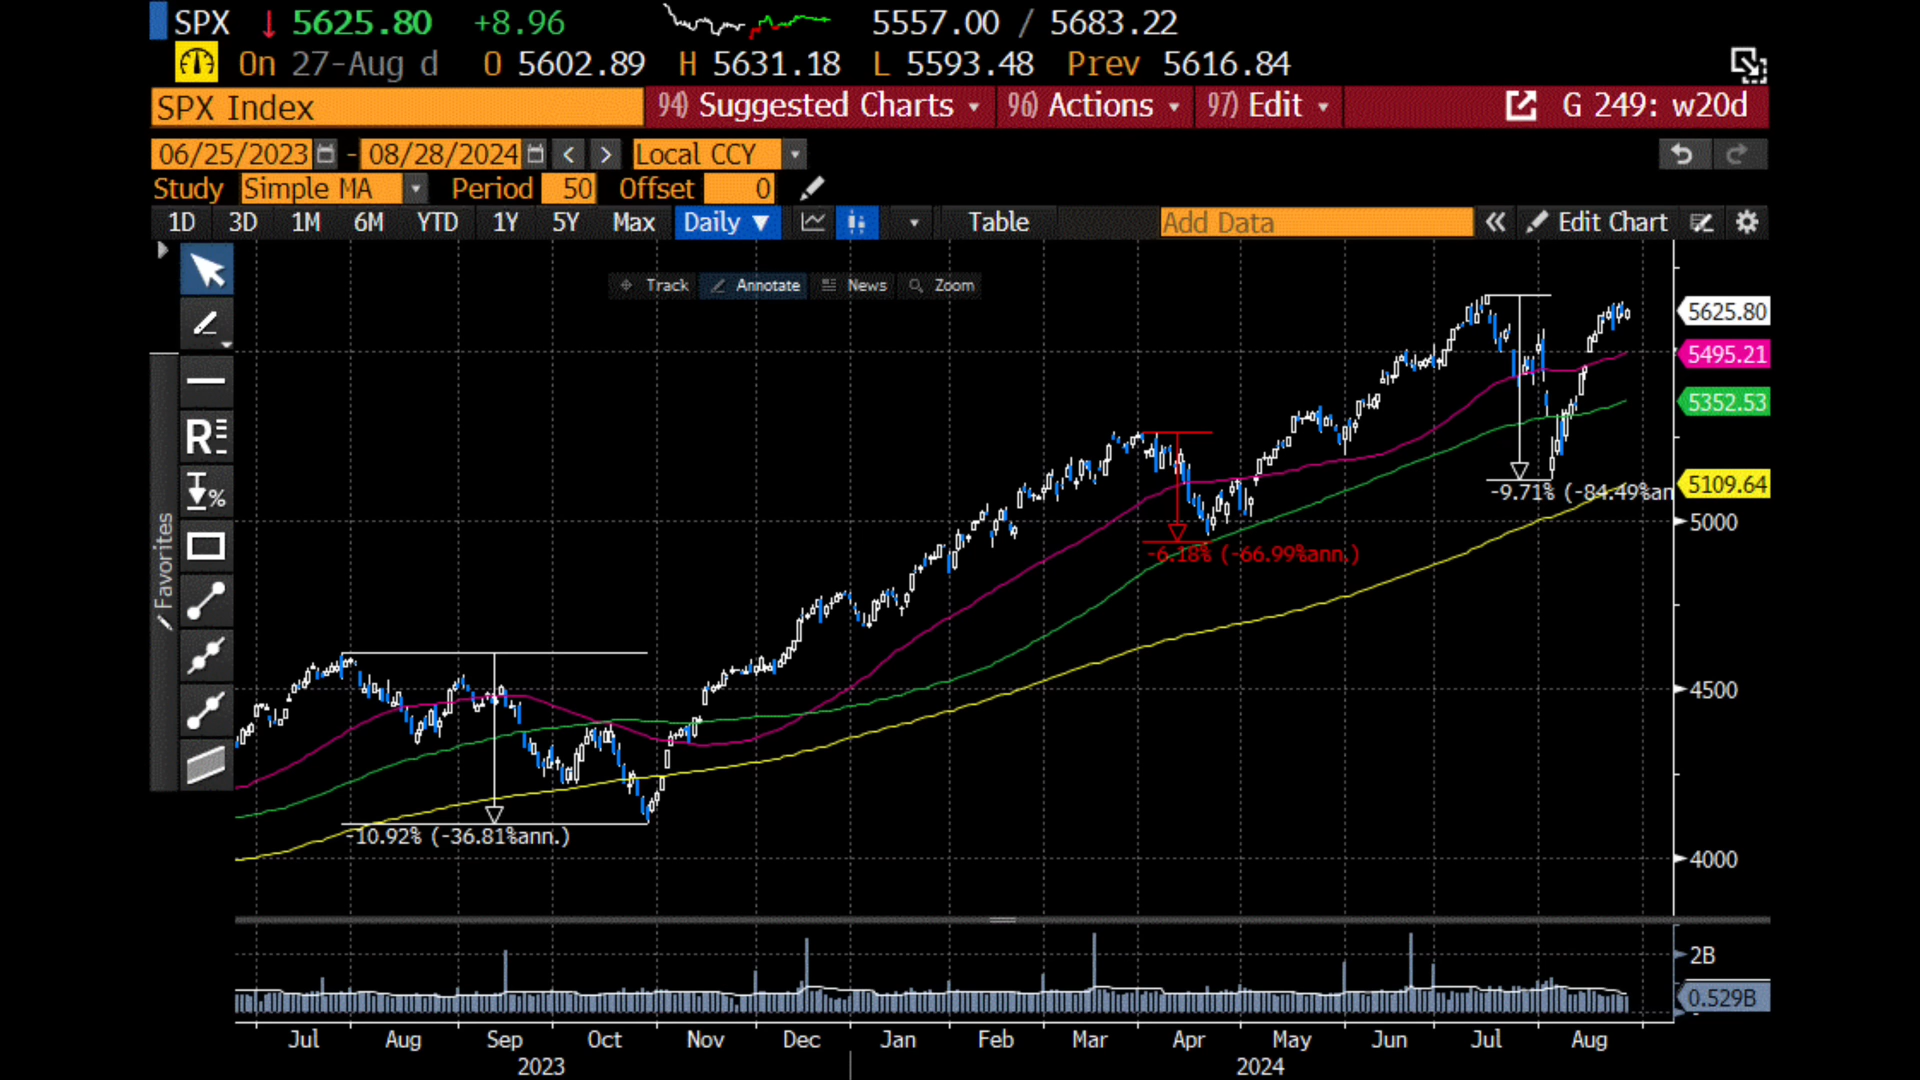 SPX ↓ 5625.80 +8.96 5557.00 / 5683.22
On 27-Aug d O 5602.89 H 5631.18 L 5593.48 Prev 5616.84
SPX Index 94) Suggested Charts 96) Actions 97) Edit G 249: w20d
06/25/2023 - 08/28/2024 < > Local CCY
Study Simple MA Period 50 Offset 0
1D 3D 1M 6M YTD 1Y 5Y Max Daily ▼ Table Add Data « Edit Chart
Track Annotate News Zoom
5625.80
5495.21
5352.53
-9.71% (-84.49%an
5109.64
R
%
5000
-6.18% (-66.99%ann.)
Favorites
4500
-10.92% (-36.81%ann.)
4000
2B
0.529B
Jul Aug Sep Oct Nov Dec Jan Feb Mar Apr May Jun Jul Aug
2023 2024